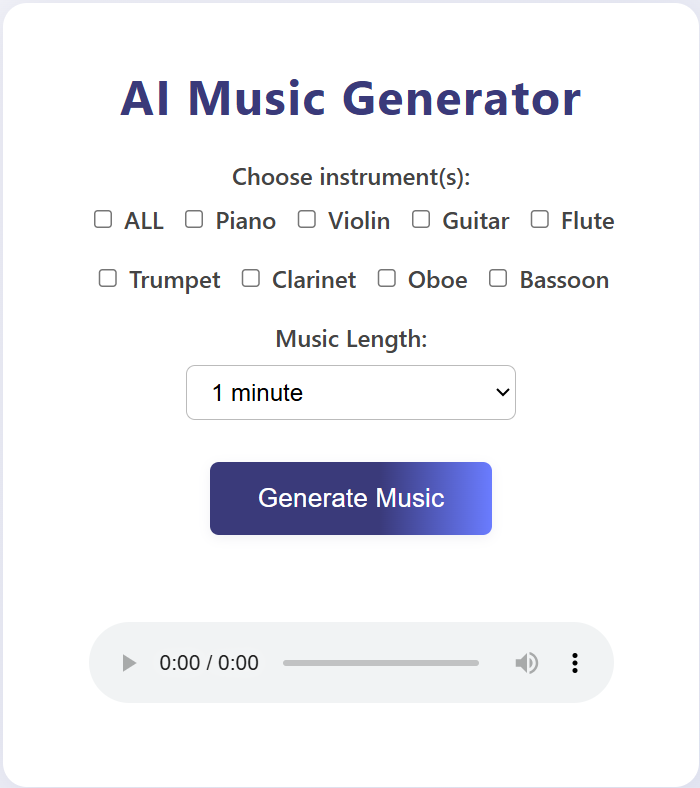 AI Music Generator
Choose instrument(s):
ALL Piano Violin Guitar Flute
Trumpet Clarinet Oboe Bassoon
Music Length:
1 minute
Generate Music
0:00 / 0:00